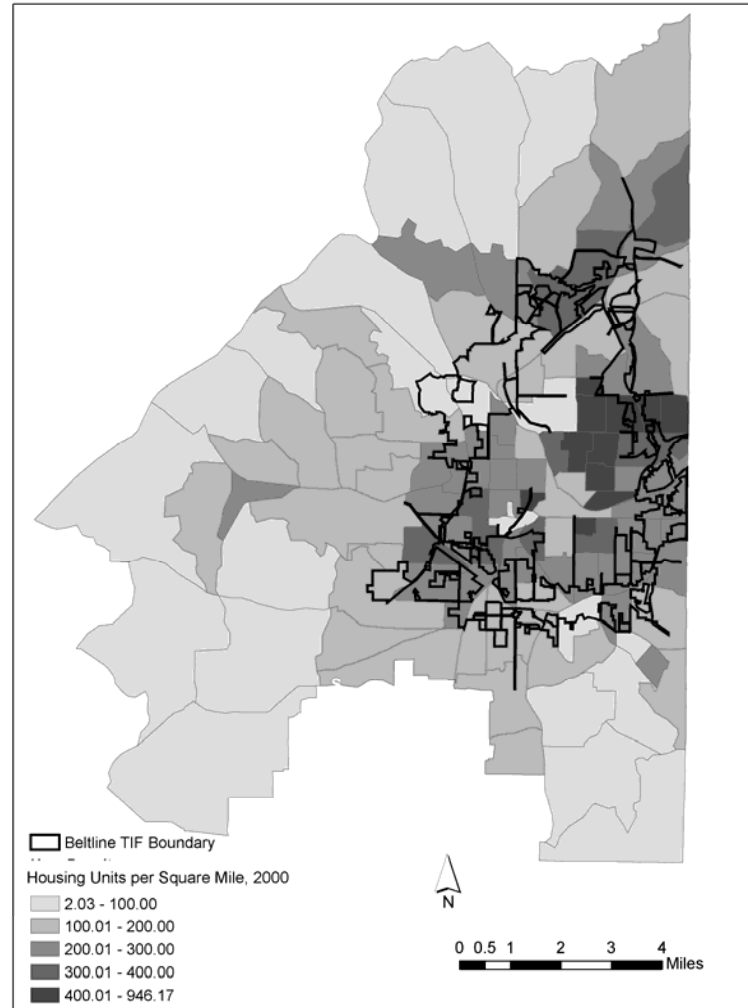 Beltline TIF Boundary
Housing Units per Square Mile, 2000
2.03 - 100.00
100.01 - 200.00
200.01 - 300.00
300.01 - 400.00
400.01 - 946.17
N
0 0.5 1 2 3 4
Miles